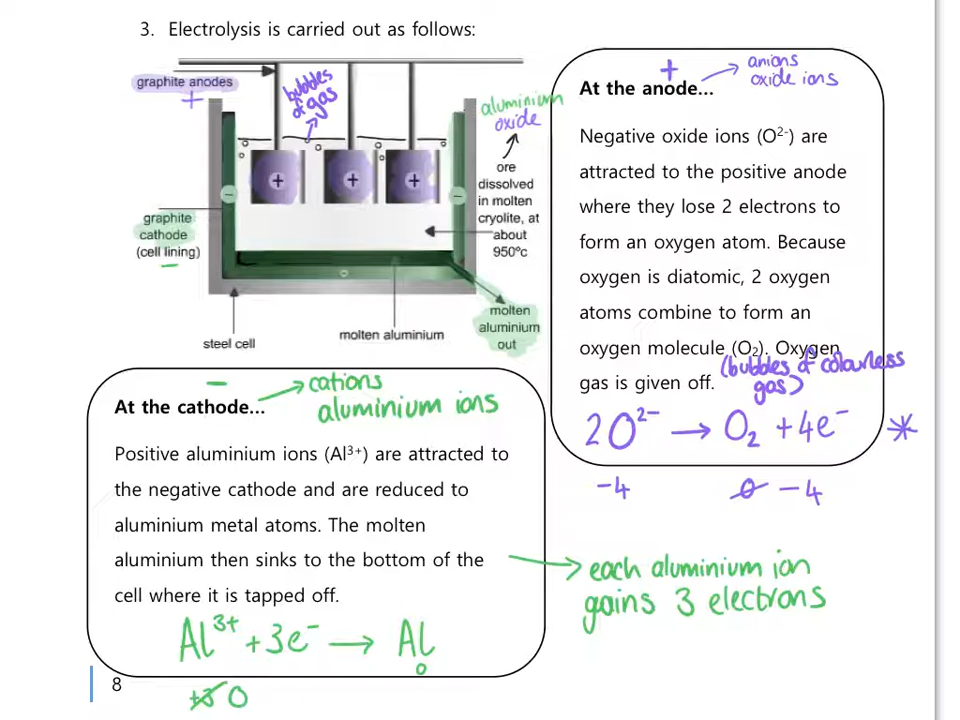 3. Electrolysis is carried out as follows:
graphite anodes
+
bubbles
of gas
aluminium
oxide
ore
dissolved
in molten
cryolite, at
about
950ºc
+ + +
− −
graphite
cathode
(cell lining)
−
steel cell
molten aluminium
molten
aluminium
out
+
anions
oxide ions
At the anode...
Negative oxide ions (O²⁻) are
attracted to the positive anode
where they lose 2 electrons to
form an oxygen atom. Because
oxygen is diatomic, 2 oxygen
atoms combine to form an
oxygen molecule (O₂). Oxygen
gas is given off. (bubbles of colourless
gas)
2O²⁻ → O₂ + 4e⁻ *
-4 0 -4
−
cations
aluminium ions
At the cathode...
Positive aluminium ions (Al³⁺) are attracted to
the negative cathode and are reduced to
aluminium metal atoms. The molten
aluminium then sinks to the bottom of the
cell where it is tapped off.
each aluminium ion
gains 3 electrons
Al³⁺ + 3e⁻ → Al
0
+3 0
8